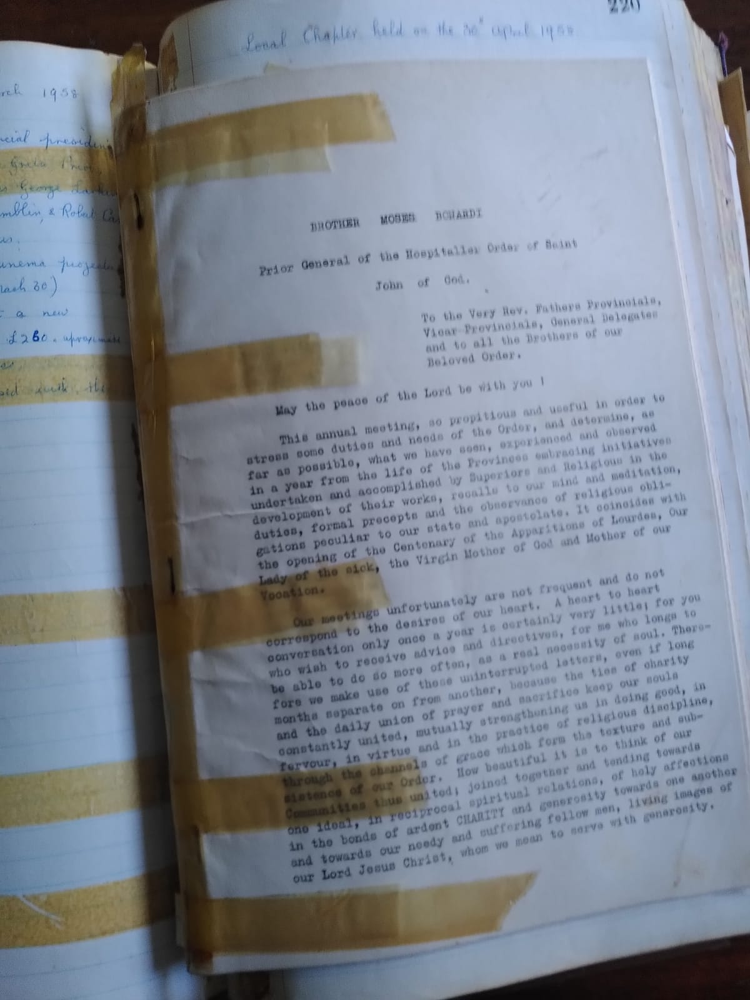 rch 1958
cial presiding
George Larkin
mblin, & Robert Ca
us.
inema projector
ach 30)
a new
£260. aproximate
220
Local Chapter held on the 30" april 1958
BROTHER MOSES BONARDI
Prior General of the Hospitaller Order of Saint
John of God.
To the Very Rev. Fathers Provincials,
Vicar Provincials, General Delegates
and to all the Brothers of our
Beloved Order.
May the peace of the Lord be with you !
This annual meeting, so propitious and useful in order to
stress some duties and needs of the Order, and determine, as
far as possible, what we have seen, experienced and observed
in a year from the life of the Provinces embracing initiatives
undertaken and accomplished by Superiors and Religious in the
development of their works, recalls to our mind and meditation,
duties, formal precepts and the observance of religious obli-
gations peculiar to our state and apostolate. It coincides with
the opening of the Centenary of the Apparitions of Lourdes, Our
Lady of the sick, the Virgin Mother of God and Mother of our
Vocation.
Our meetings unfortunately are not frequent and do not
correspond to the desires of our heart. A heart to heart
conversation only once a year is certainly very little; for you
who wish to receive advice and directives, for me who longs to
be able to do so more often, as a real necessity of soul. There-
fore we make use of these uninterrupted letters, even if long
months separate on from another, because the ties of charity
and the daily union of prayer and sacrifice keep our souls
constantly united, mutually strengthening us in doing good, in
fervour, in virtue and in the practice of religious discipline,
through the channels of grace which form the texture and sub-
sistence of our Order. How beautiful it is to think of our
Communities thus united; joined together and tending towards
one ideal, in reciprocal spiritual relations, of holy affections
in the bonds of ardent CHARITY and generosity towards one another
and towards our needy and suffering fellow men, living images of
our Lord Jesus Christ, whom we mean to serve with generosity.